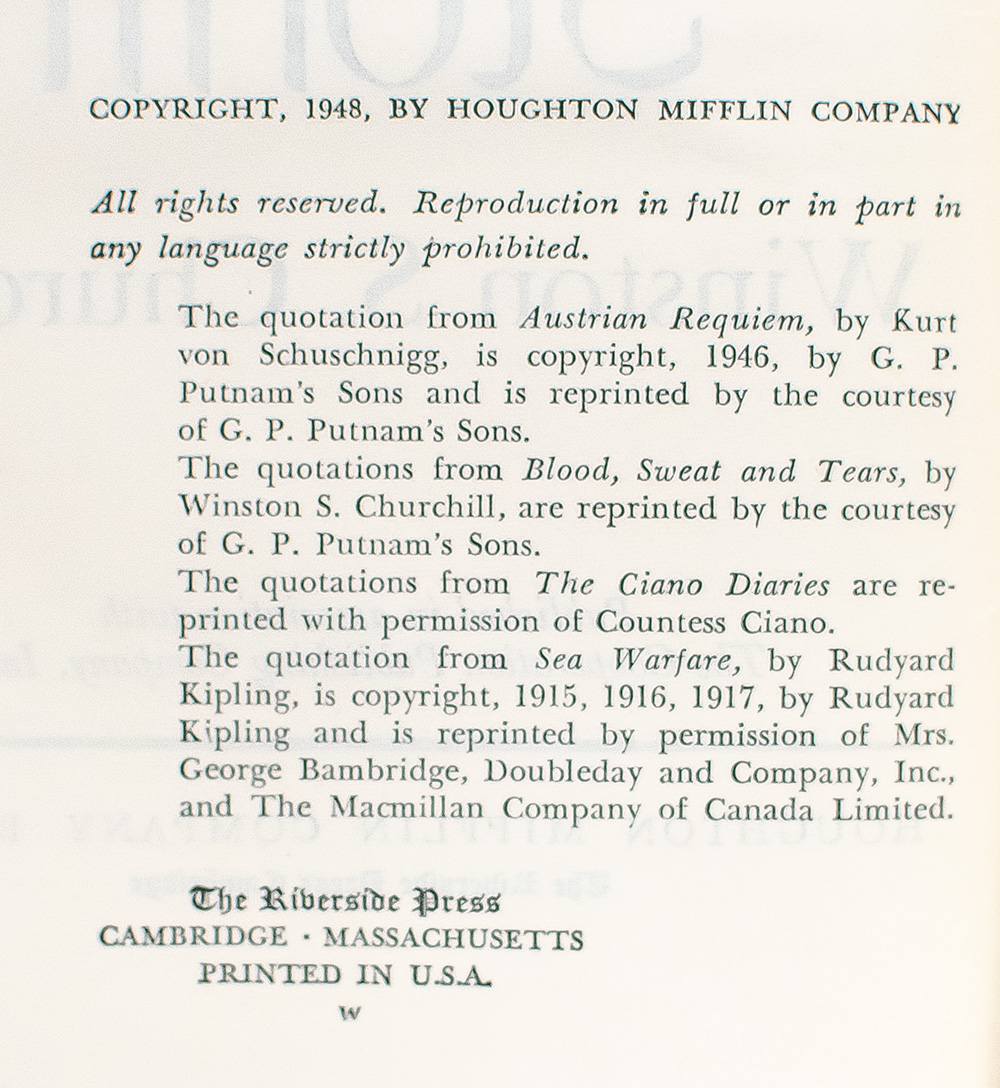 COPYRIGHT, 1948, BY HOUGHTON MIFFLIN COMPANY
All rights reserved. Reproduction in full or in part in
any language strictly prohibited.
The quotation from Austrian Requiem, by Kurt
von Schuschnigg, is copyright, 1946, by G. P.
Putnam's Sons and is reprinted by the courtesy
of G. P. Putnam's Sons.
The quotations from Blood, Sweat and Tears, by
Winston S. Churchill, are reprinted by the courtesy
of G. P. Putnam's Sons.
The quotations from The Ciano Diaries are re-
printed with permission of Countess Ciano.
The quotation from Sea Warfare, by Rudyard
Kipling, is copyright, 1915, 1916, 1917, by Rudyard
Kipling and is reprinted by permission of Mrs.
George Bambridge, Doubleday and Company, Inc.,
and The Macmillan Company of Canada Limited.
The Riverside Press
CAMBRIDGE · MASSACHUSETTS
PRINTED IN U.S.A.
W